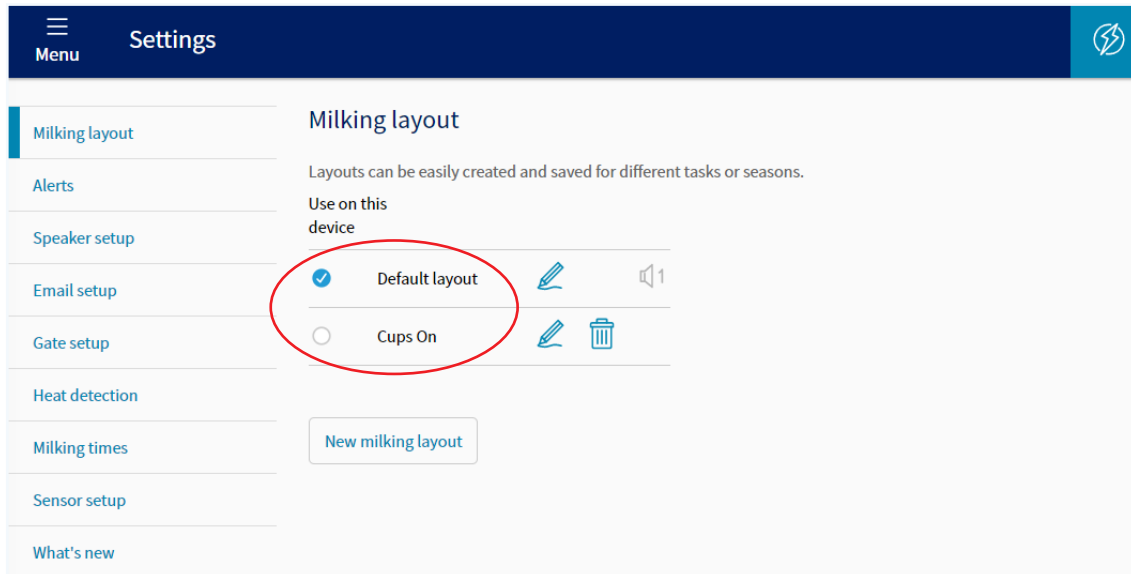 Menu
Settings
Milking layout
Alerts
Speaker setup
Email setup
Gate setup
Heat detection
Milking times
Sensor setup
What's new
Milking layout
Layouts can be easily created and saved for different tasks or seasons.
Use on this
device
Default layout
1
Cups On
New milking layout